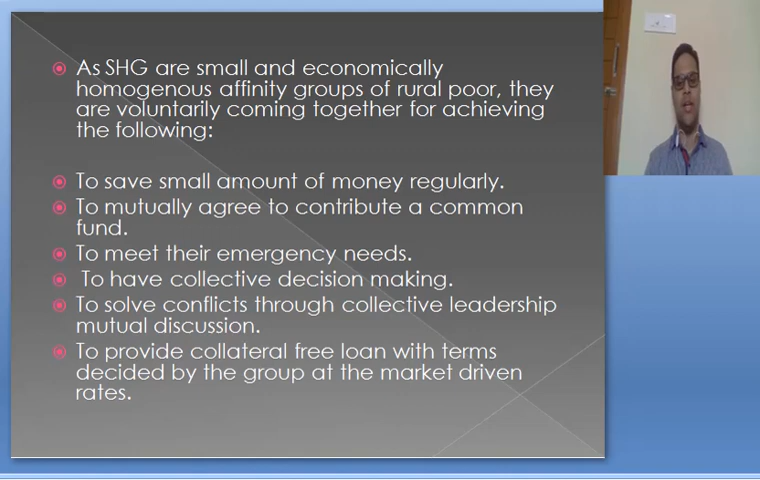 As SHG are small and economically
homogenous affinity groups of rural poor, they
are voluntarily coming together for achieving
the following:
To save small amount of money regularly.
To mutually agree to contribute a common
fund.
To meet their emergency needs.
To have collective decision making.
To solve conflicts through collective leadership
mutual discussion.
To provide collateral free loan with terms
decided by the group at the market driven
rates.